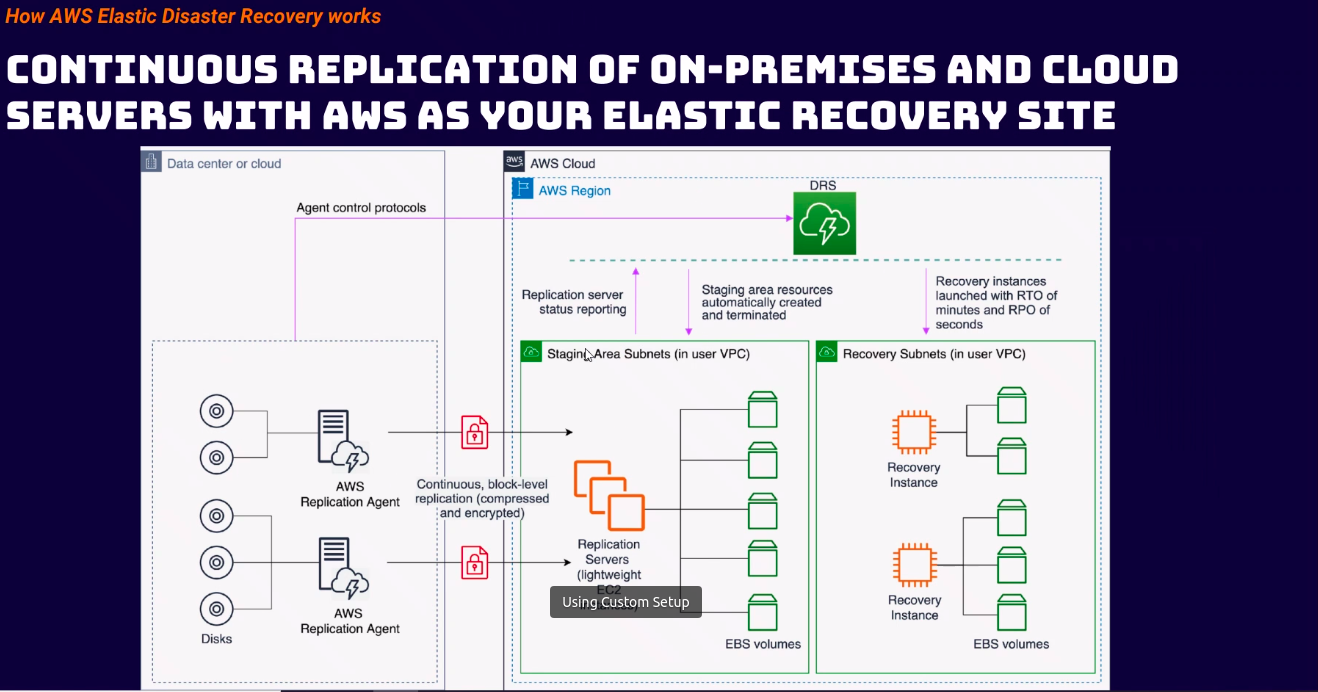 How AWS Elastic Disaster Recovery works
CONTINUOUS REPLICATION OF ON-PREMISES AND CLOUD
SERVERS WITH AWS AS YOUR ELASTIC RECOVERY SITE
Data center or cloud
aws
AWS Cloud
AWS Region
DRS
Agent control protocols
Replication server
status reporting
Staging area resources
automatically created
and terminated
Recovery instances
launched with RTO of
minutes and RPO of
seconds
Staging Area Subnets (in user VPC)
Recovery Subnets (in user VPC)
AWS
Replication Agent
Continuous, block-level
replication (compressed
and encrypted)
Recovery
Instance
Replication
Servers
(lightweight
EC2
Using Custom Setup
AWS
Replication Agent
Recovery
Instance
Disks
EBS volumes
EBS volumes